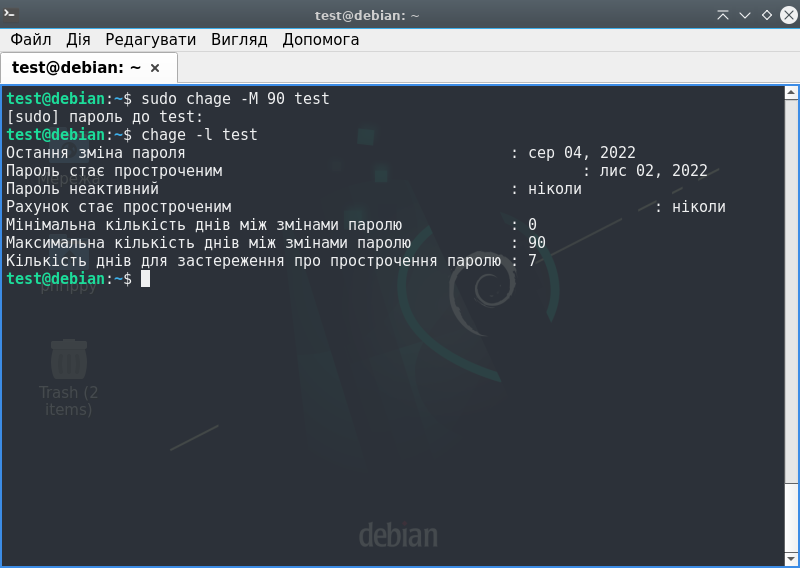 test@debian: ~
Файл Дія Редагувати Вигляд Допомога
test@debian: ~
test@debian:~$ sudo chage -M 90 test
[sudo] пароль до test:
test@debian:~$ chage -l test
Остання зміна пароля : сер 04, 2022
Пароль стає простроченим : лис 02, 2022
Пароль неактивний : ніколи
Рахунок стає простроченим : ніколи
Мінімальна кількість днів між змінами паролю : 0
Максимальна кількість днів між змінами паролю : 90
Кількість днів для застереження про прострочення паролю : 7
test@debian:~$
Trash (2
items)
debian